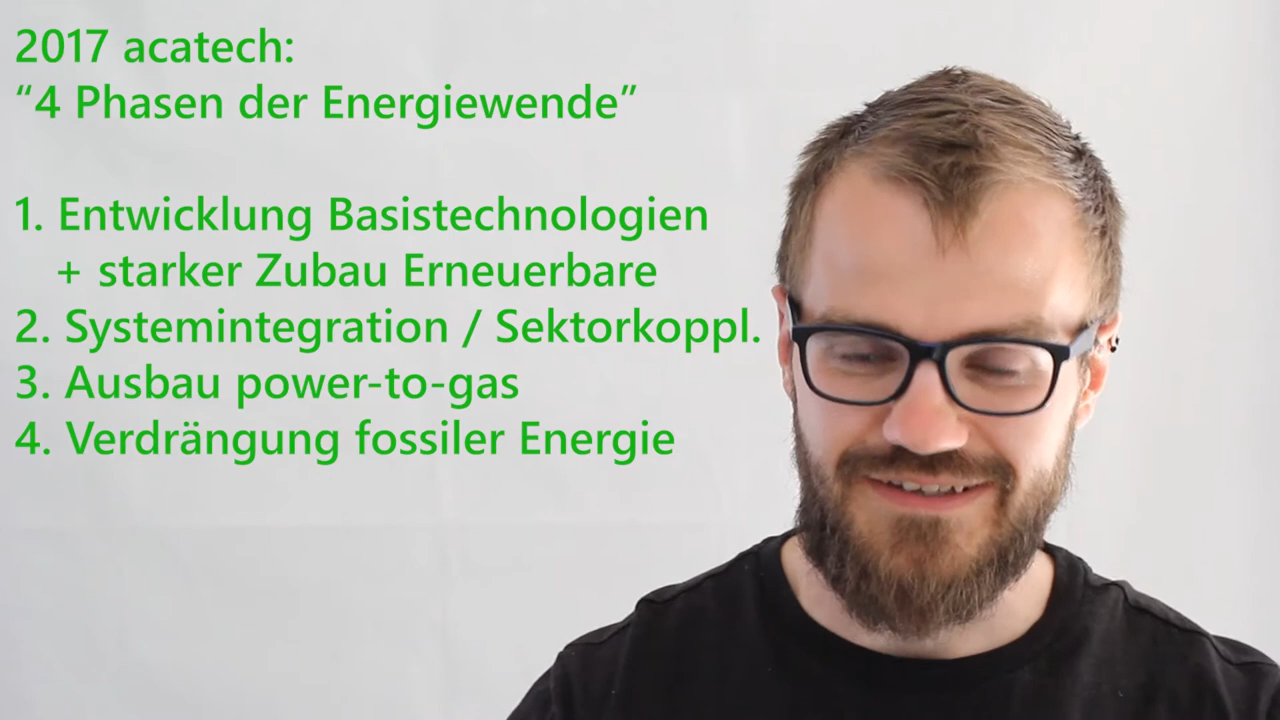 2017 acatech:
“4 Phasen der Energiewende”
1. Entwicklung Basistechnologien
+ starker Zubau Erneuerbare
2. Systemintegration / Sektorkoppl.
3. Ausbau power-to-gas
4. Verdrängung fossiler Energie